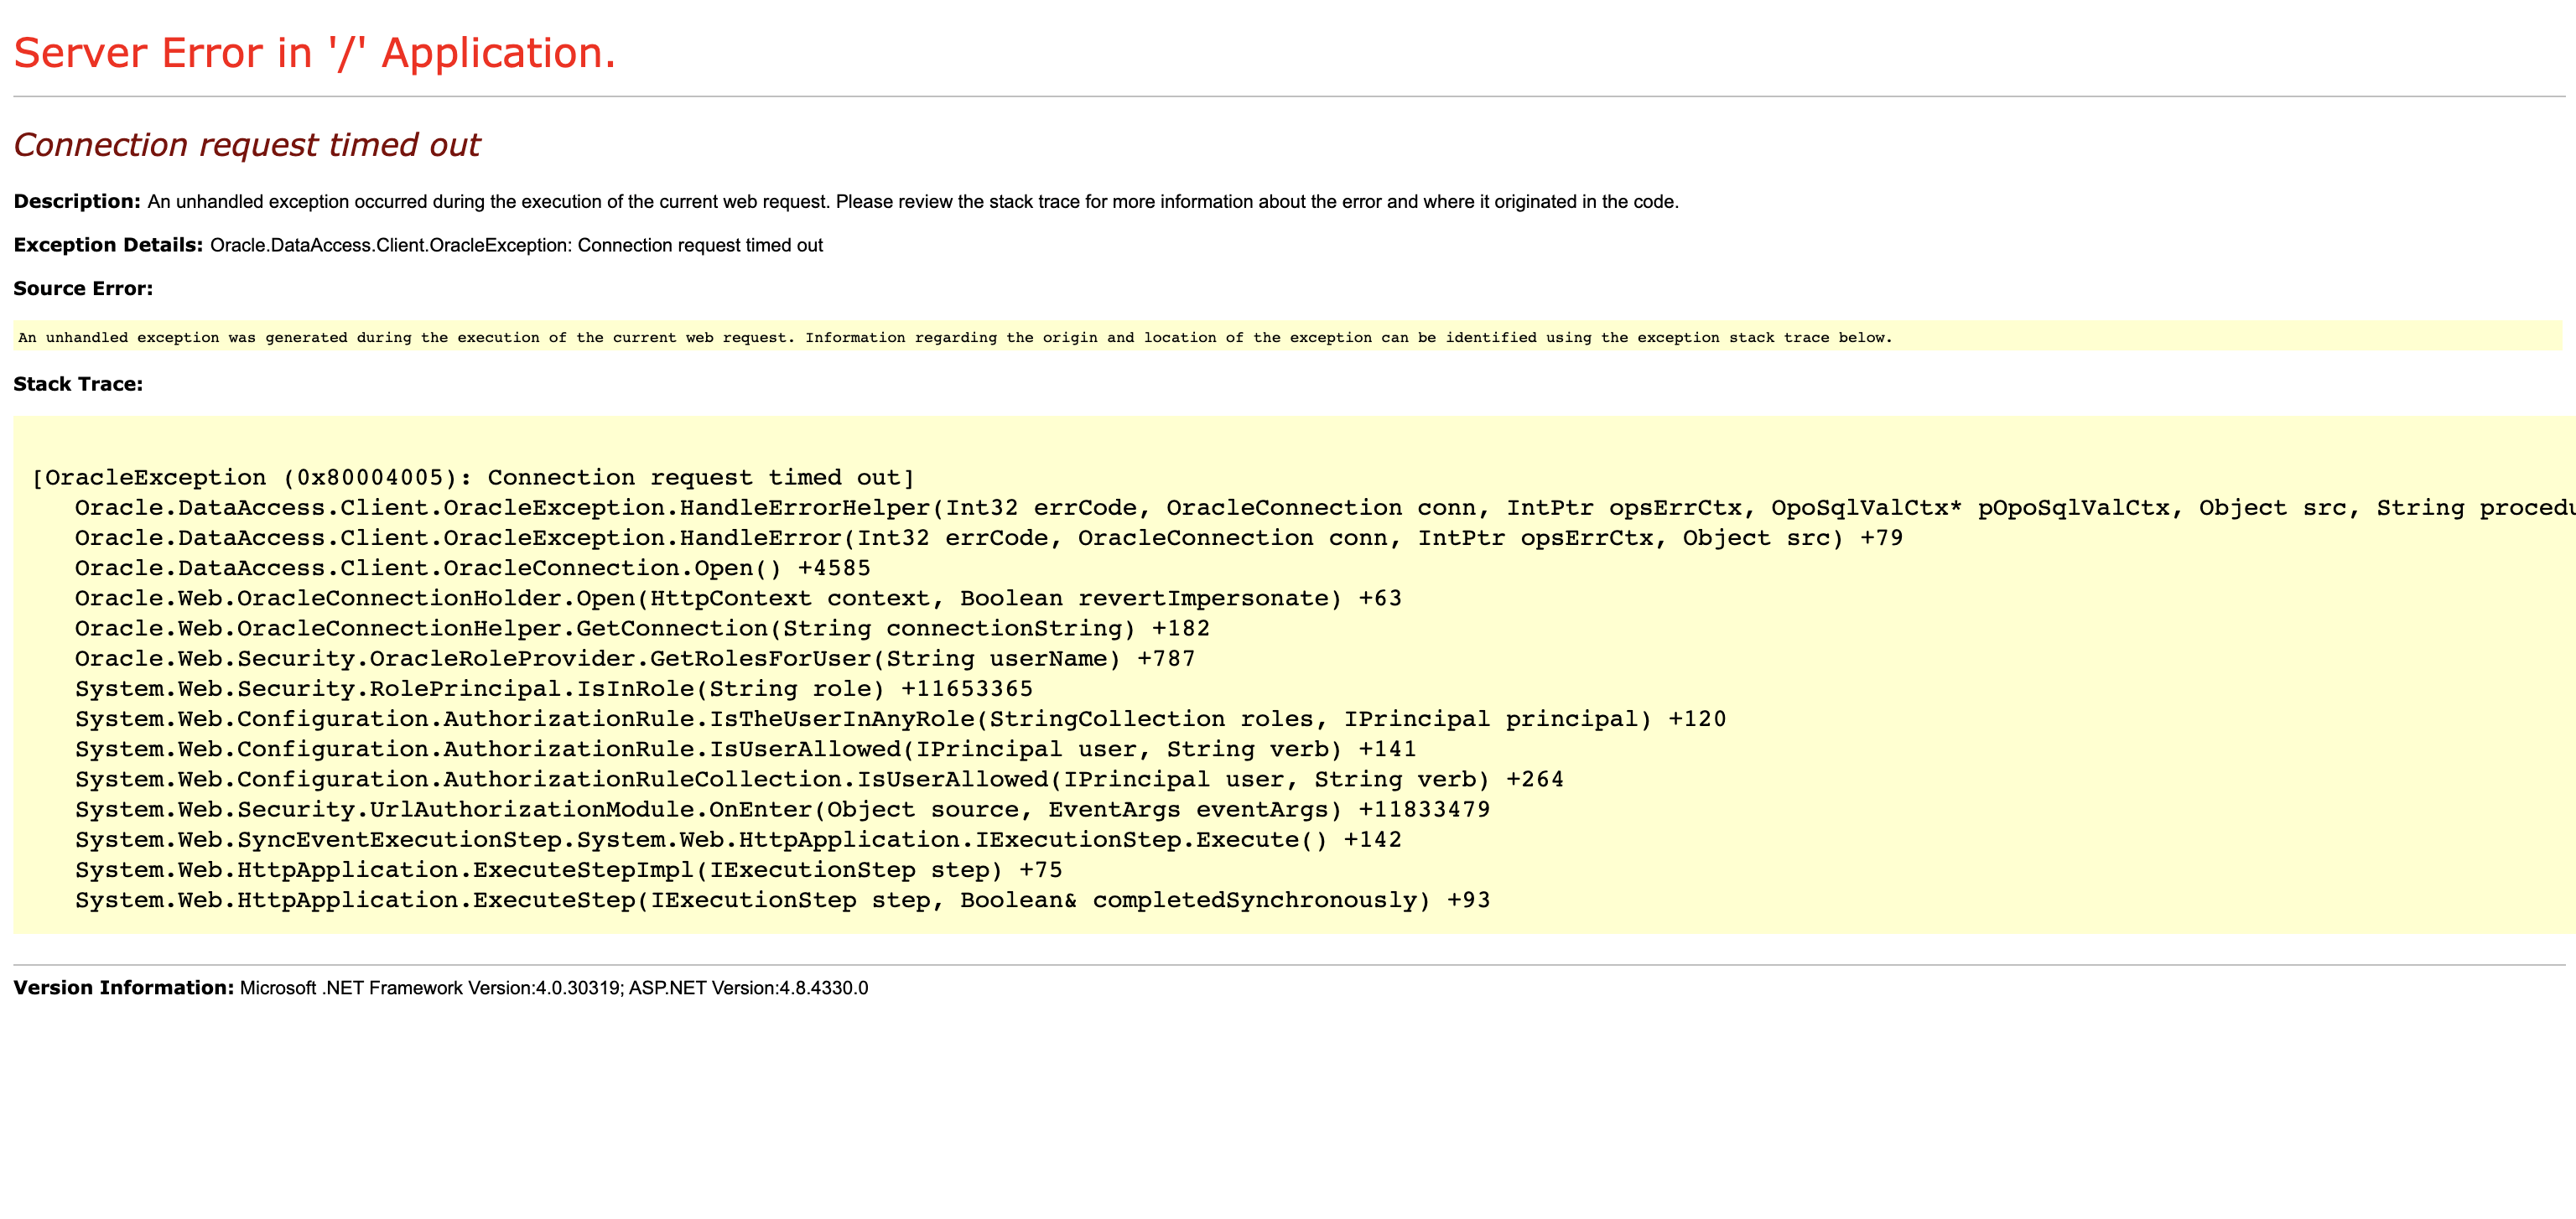 Server Error in '/' Application.
Connection request timed out
Description: An unhandled exception occurred during the execution of the current web request. Please review the stack trace for more information about the error and where it originated in the code.
Exception Details: Oracle.DataAccess.Client.OracleException: Connection request timed out
Source Error:
An unhandled exception was generated during the execution of the current web request. Information regarding the origin and location of the exception can be identified using the exception stack trace below.
Stack Trace:
[OracleException (0x80004005): Connection request timed out]
Oracle.DataAccess.Client.OracleException.HandleErrorHelper(Int32 errCode, OracleConnection conn, IntPtr opsErrCtx, OpoSqlValCtx* pOpoSqlValCtx, Object src, String procedu
Oracle.DataAccess.Client.OracleException.HandleError(Int32 errCode, OracleConnection conn, IntPtr opsErrCtx, Object src) +79
Oracle.DataAccess.Client.OracleConnection.Open() +4585
Oracle.Web.OracleConnectionHolder.Open(HttpContext context, Boolean revertImpersonate) +63
Oracle.Web.OracleConnectionHelper.GetConnection(String connectionString) +182
Oracle.Web.Security.OracleRoleProvider.GetRolesForUser(String userName) +787
System.Web.Security.RolePrincipal.IsInRole(String role) +11653365
System.Web.Configuration.AuthorizationRule.IsTheUserInAnyRole(StringCollection roles, IPrincipal principal) +120
System.Web.Configuration.AuthorizationRule.IsUserAllowed(IPrincipal user, String verb) +141
System.Web.Configuration.AuthorizationRuleCollection.IsUserAllowed(IPrincipal user, String verb) +264
System.Web.Security.UrlAuthorizationModule.OnEnter(Object source, EventArgs eventArgs) +11833479
System.Web.SyncEventExecutionStep.System.Web.HttpApplication.IExecutionStep.Execute() +142
System.Web.HttpApplication.ExecuteStepImpl(IExecutionStep step) +75
System.Web.HttpApplication.ExecuteStep(IExecutionStep step, Boolean& completedSynchronously) +93
Version Information: Microsoft .NET Framework Version:4.0.30319; ASP.NET Version:4.8.4330.0